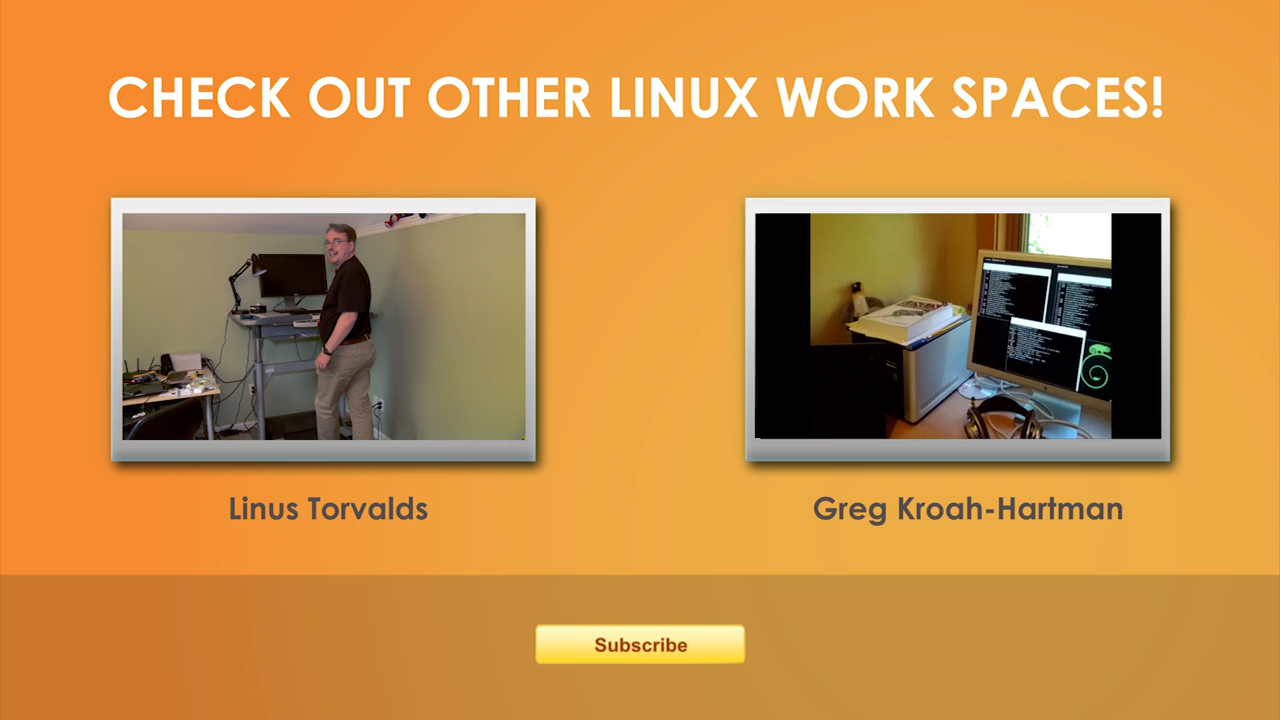 CHECK OUT OTHER LINUX WORK SPACES!
Linus Torvalds
Greg Kroah-Hartman
Subscribe